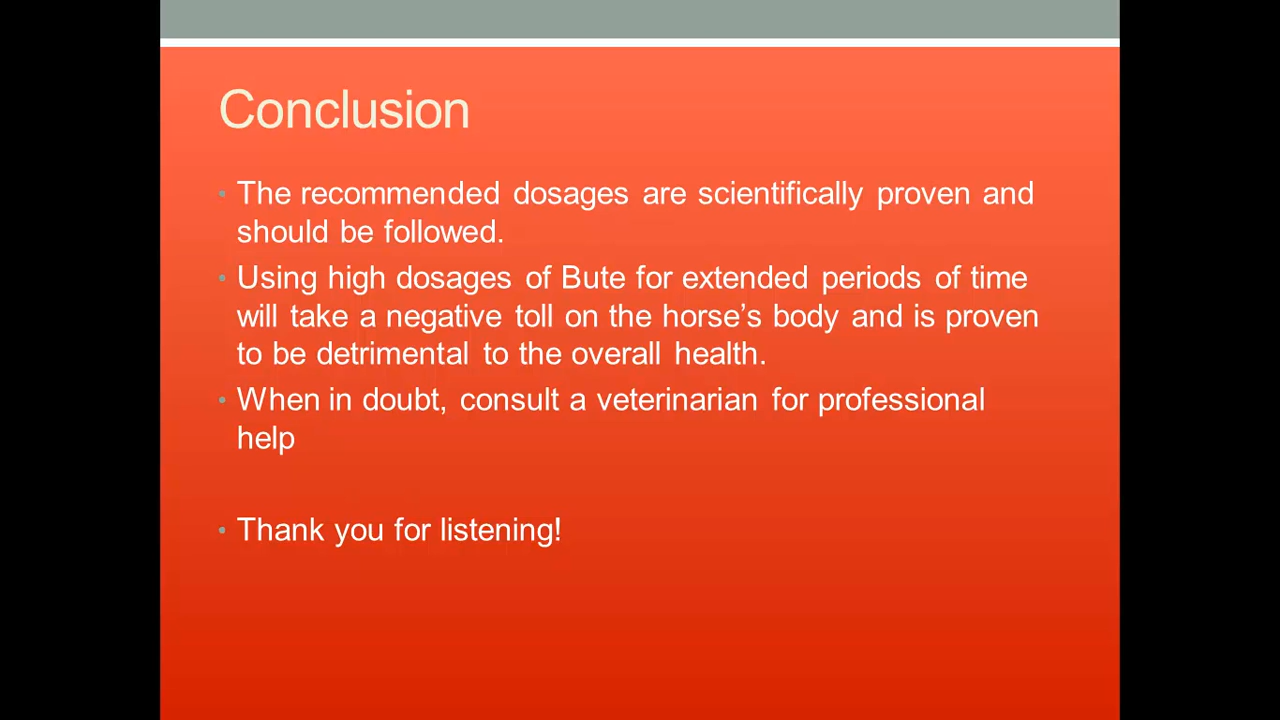 Conclusion
• The recommended dosages are scientifically proven and
should be followed.
• Using high dosages of Bute for extended periods of time
will take a negative toll on the horse’s body and is proven
to be detrimental to the overall health.
• When in doubt, consult a veterinarian for professional
help
• Thank you for listening!